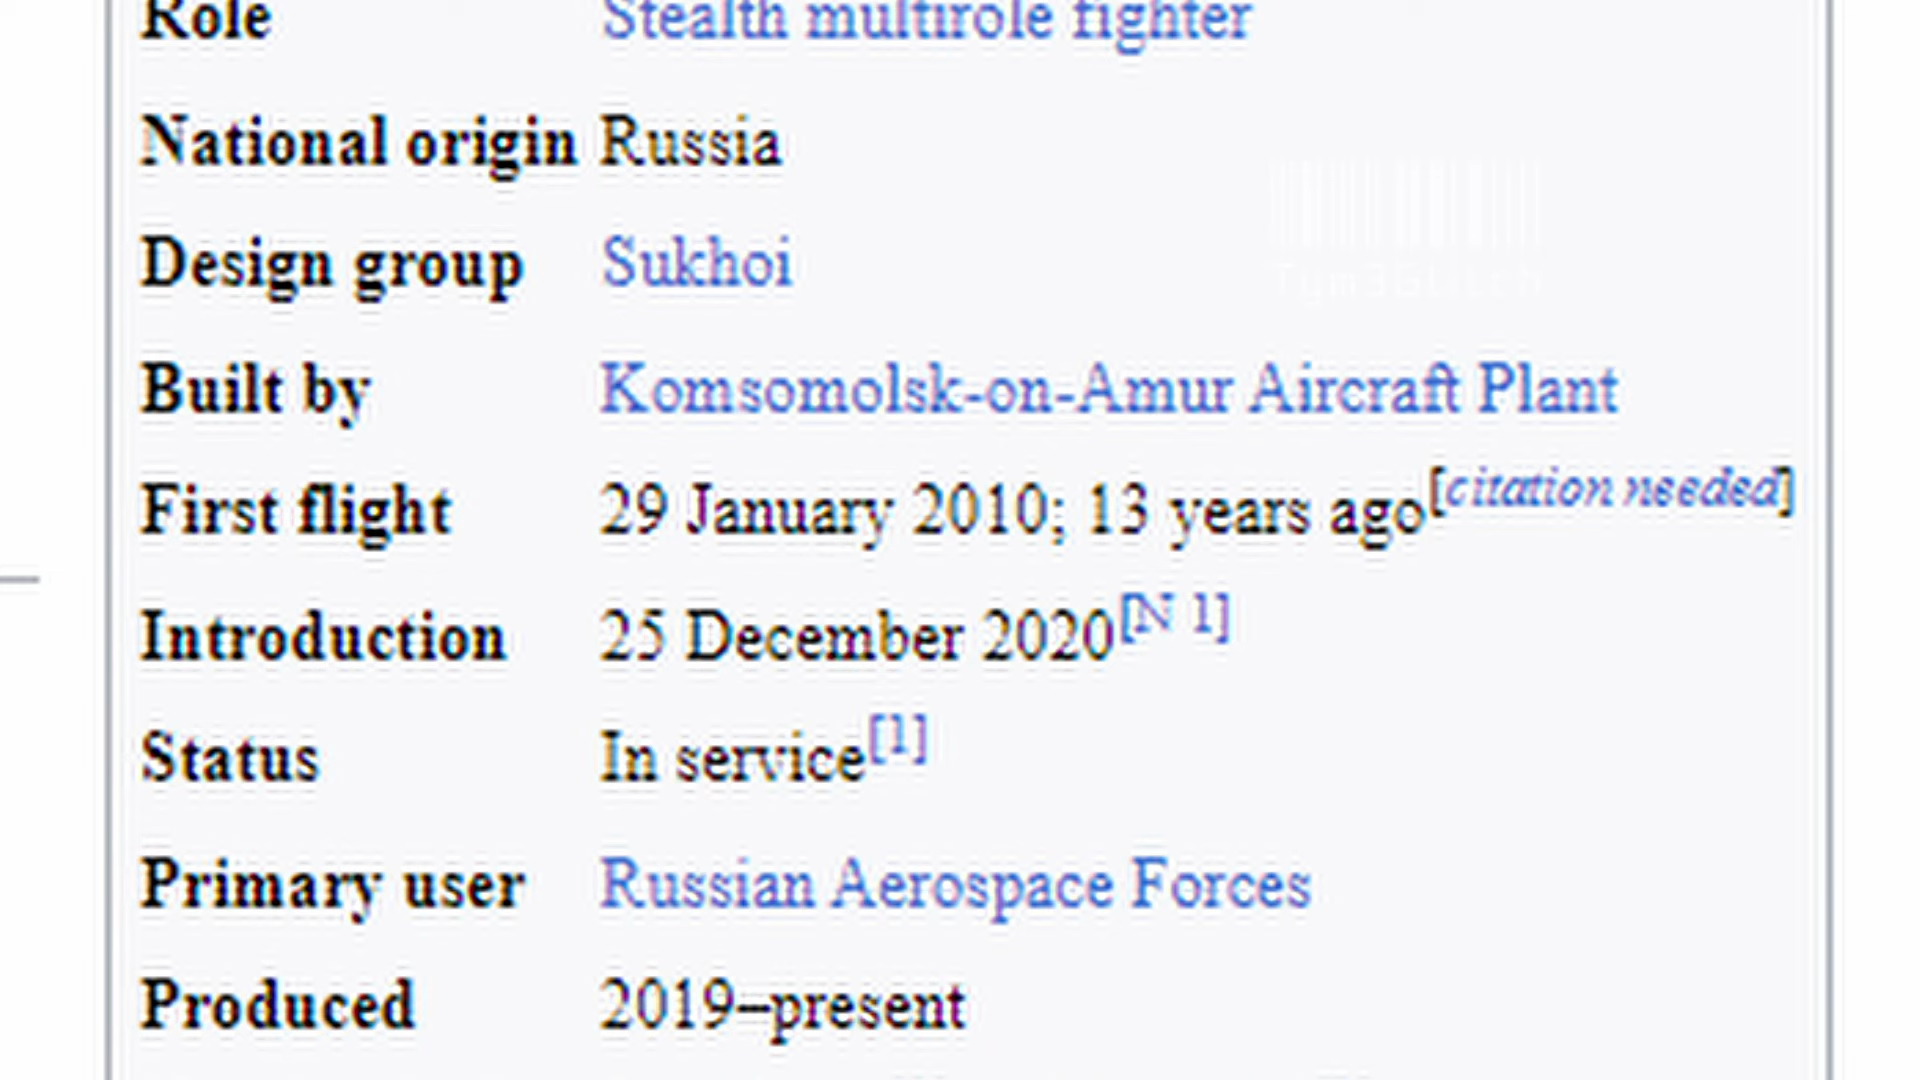 Role Stealth multirole fighter
National origin Russia
Design group Sukhoi
Built by Komsomolsk-on-Amur Aircraft Plant
First flight 29 January 2010; 13 years ago[citation needed]
Introduction 25 December 2020[N 1]
Status In service[1]
Primary user Russian Aerospace Forces
Produced 2019–present